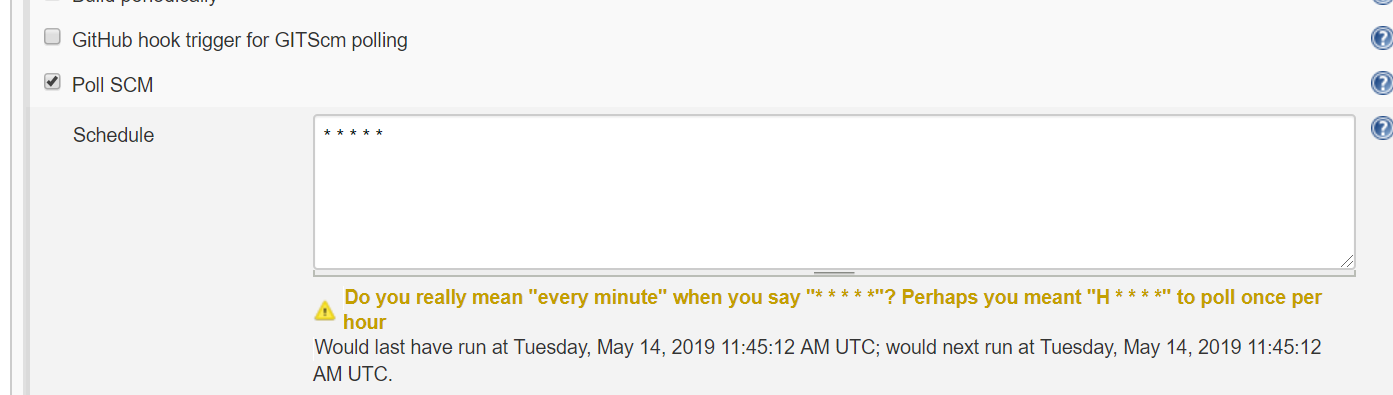 Build periodically
GitHub hook trigger for GITScm polling
Poll SCM
Schedule
* * * * *
Do you really mean "every minute" when you say "* * * * *"? Perhaps you meant "H * * * *" to poll once per
hour
Would last have run at Tuesday, May 14, 2019 11:45:12 AM UTC; would next run at Tuesday, May 14, 2019 11:45:12
AM UTC.